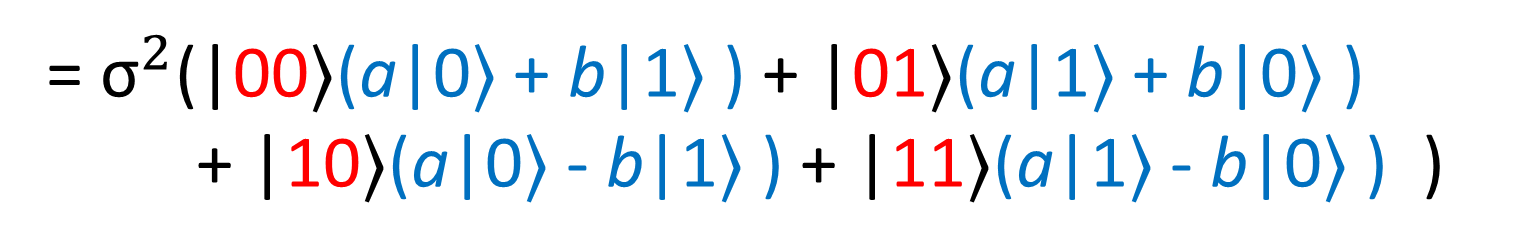 = σ²(|00⟩(a|0⟩ + b|1⟩ ) + |01⟩(a|1⟩ + b|0⟩ )
+ |10⟩(a|0⟩ - b|1⟩ ) + |11⟩(a|1⟩ - b|0⟩ ) )